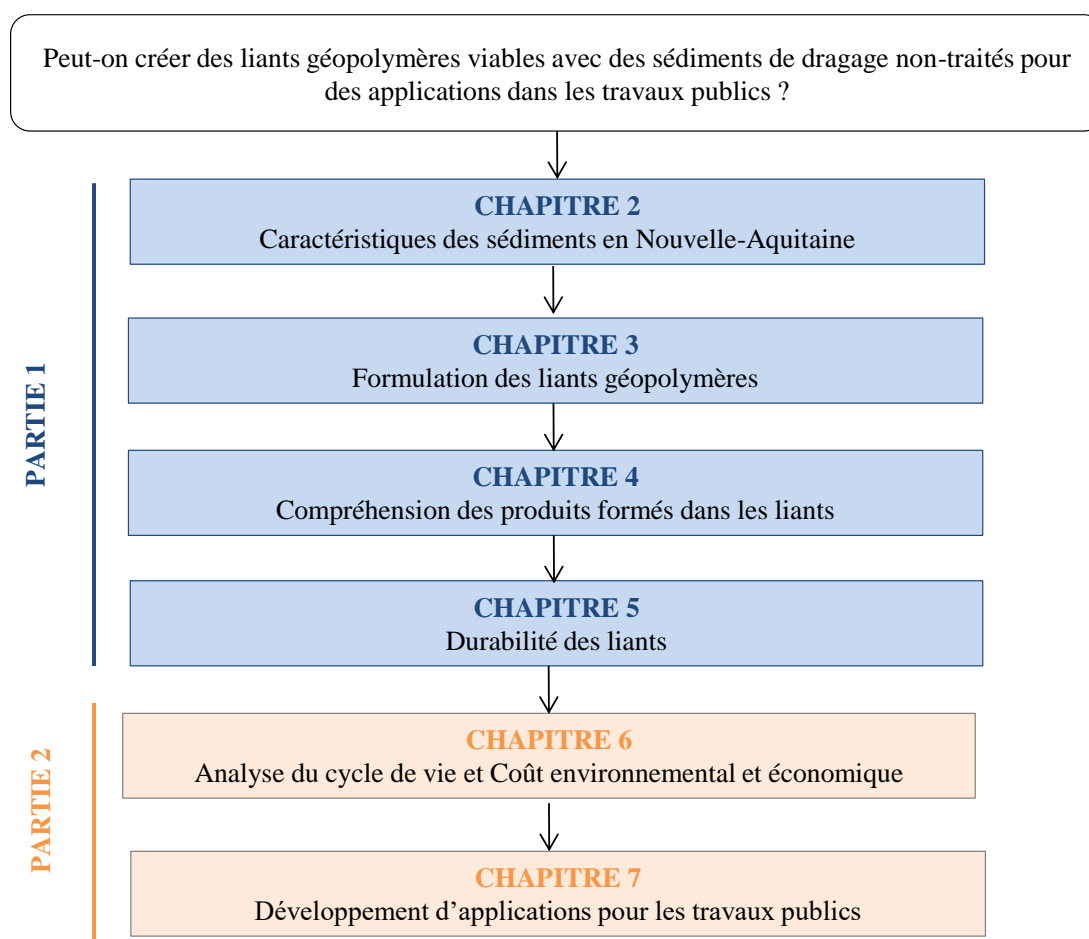 Peut-on créer des liants géopolymères viables avec des sédiments de dragage non-traités pour
des applications dans les travaux publics ?
PARTIE 1
CHAPITRE 2
Caractéristiques des sédiments en Nouvelle-Aquitaine
CHAPITRE 3
Formulation des liants géopolymères
CHAPITRE 4
Compréhension des produits formés dans les liants
CHAPITRE 5
Durabilité des liants
PARTIE 2
CHAPITRE 6
Analyse du cycle de vie et Coût environnemental et économique
CHAPITRE 7
Développement d’applications pour les travaux publics